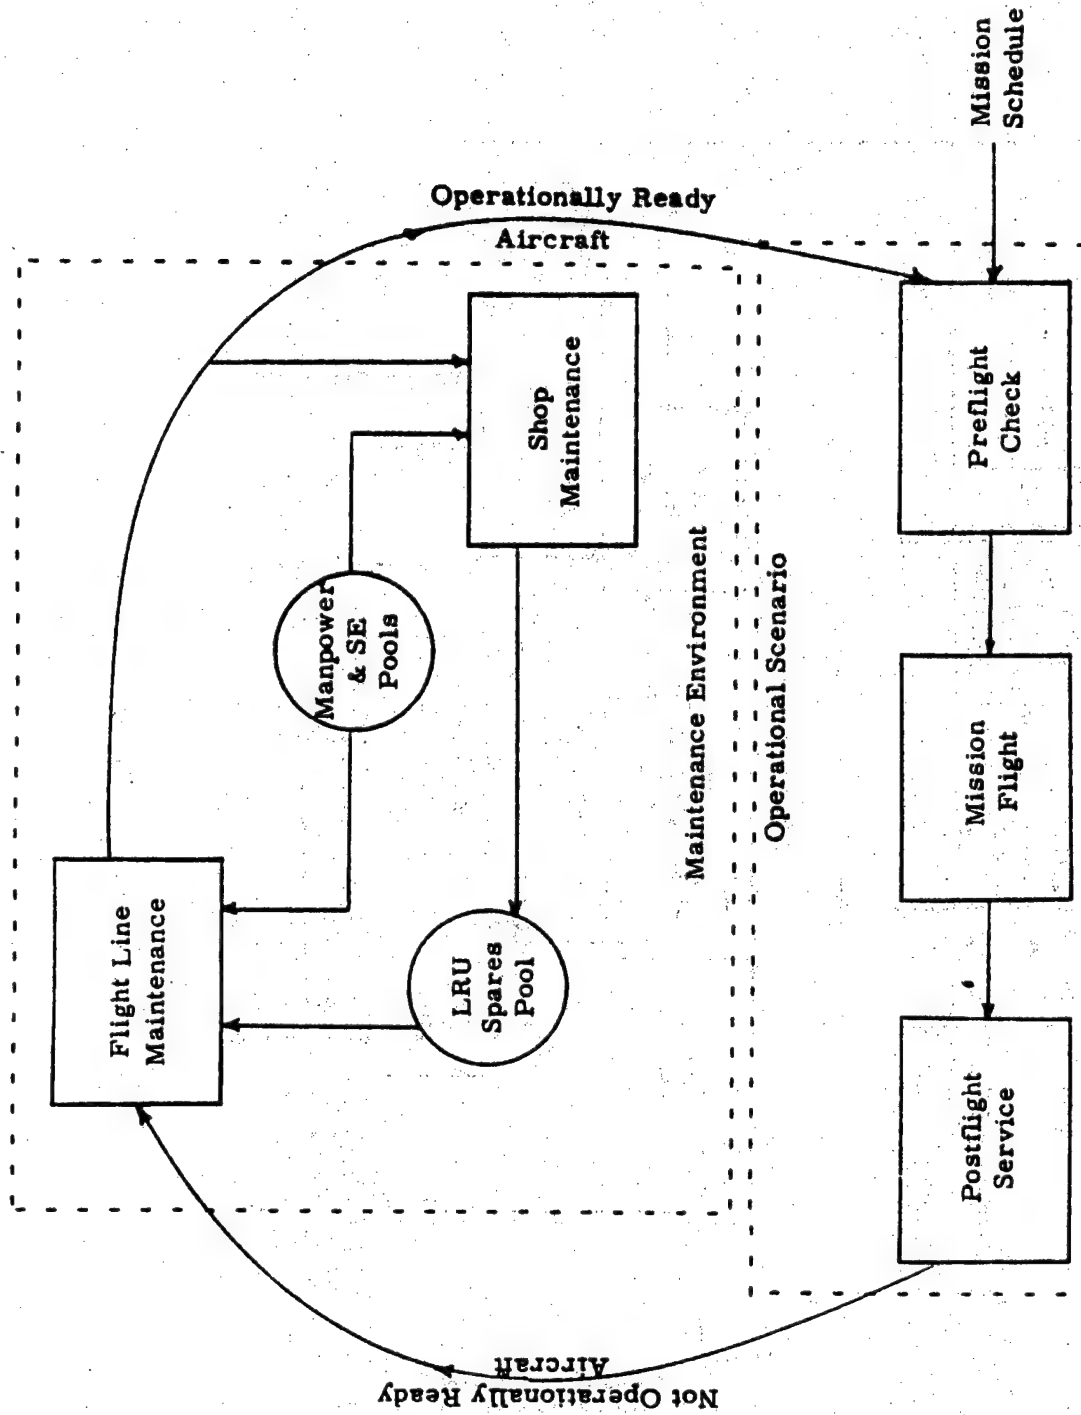 Flight Line
Maintenance
Manpower
& SE
Pools
LRU
Spares
Pool
Shop
Maintenance
Operationally Ready
Aircraft
Not Operationally Ready
Aircraft
Maintenance Environment
Operational Scenario
Postflight
Service
Mission
Flight
Preflight
Check
Mission
Schedule